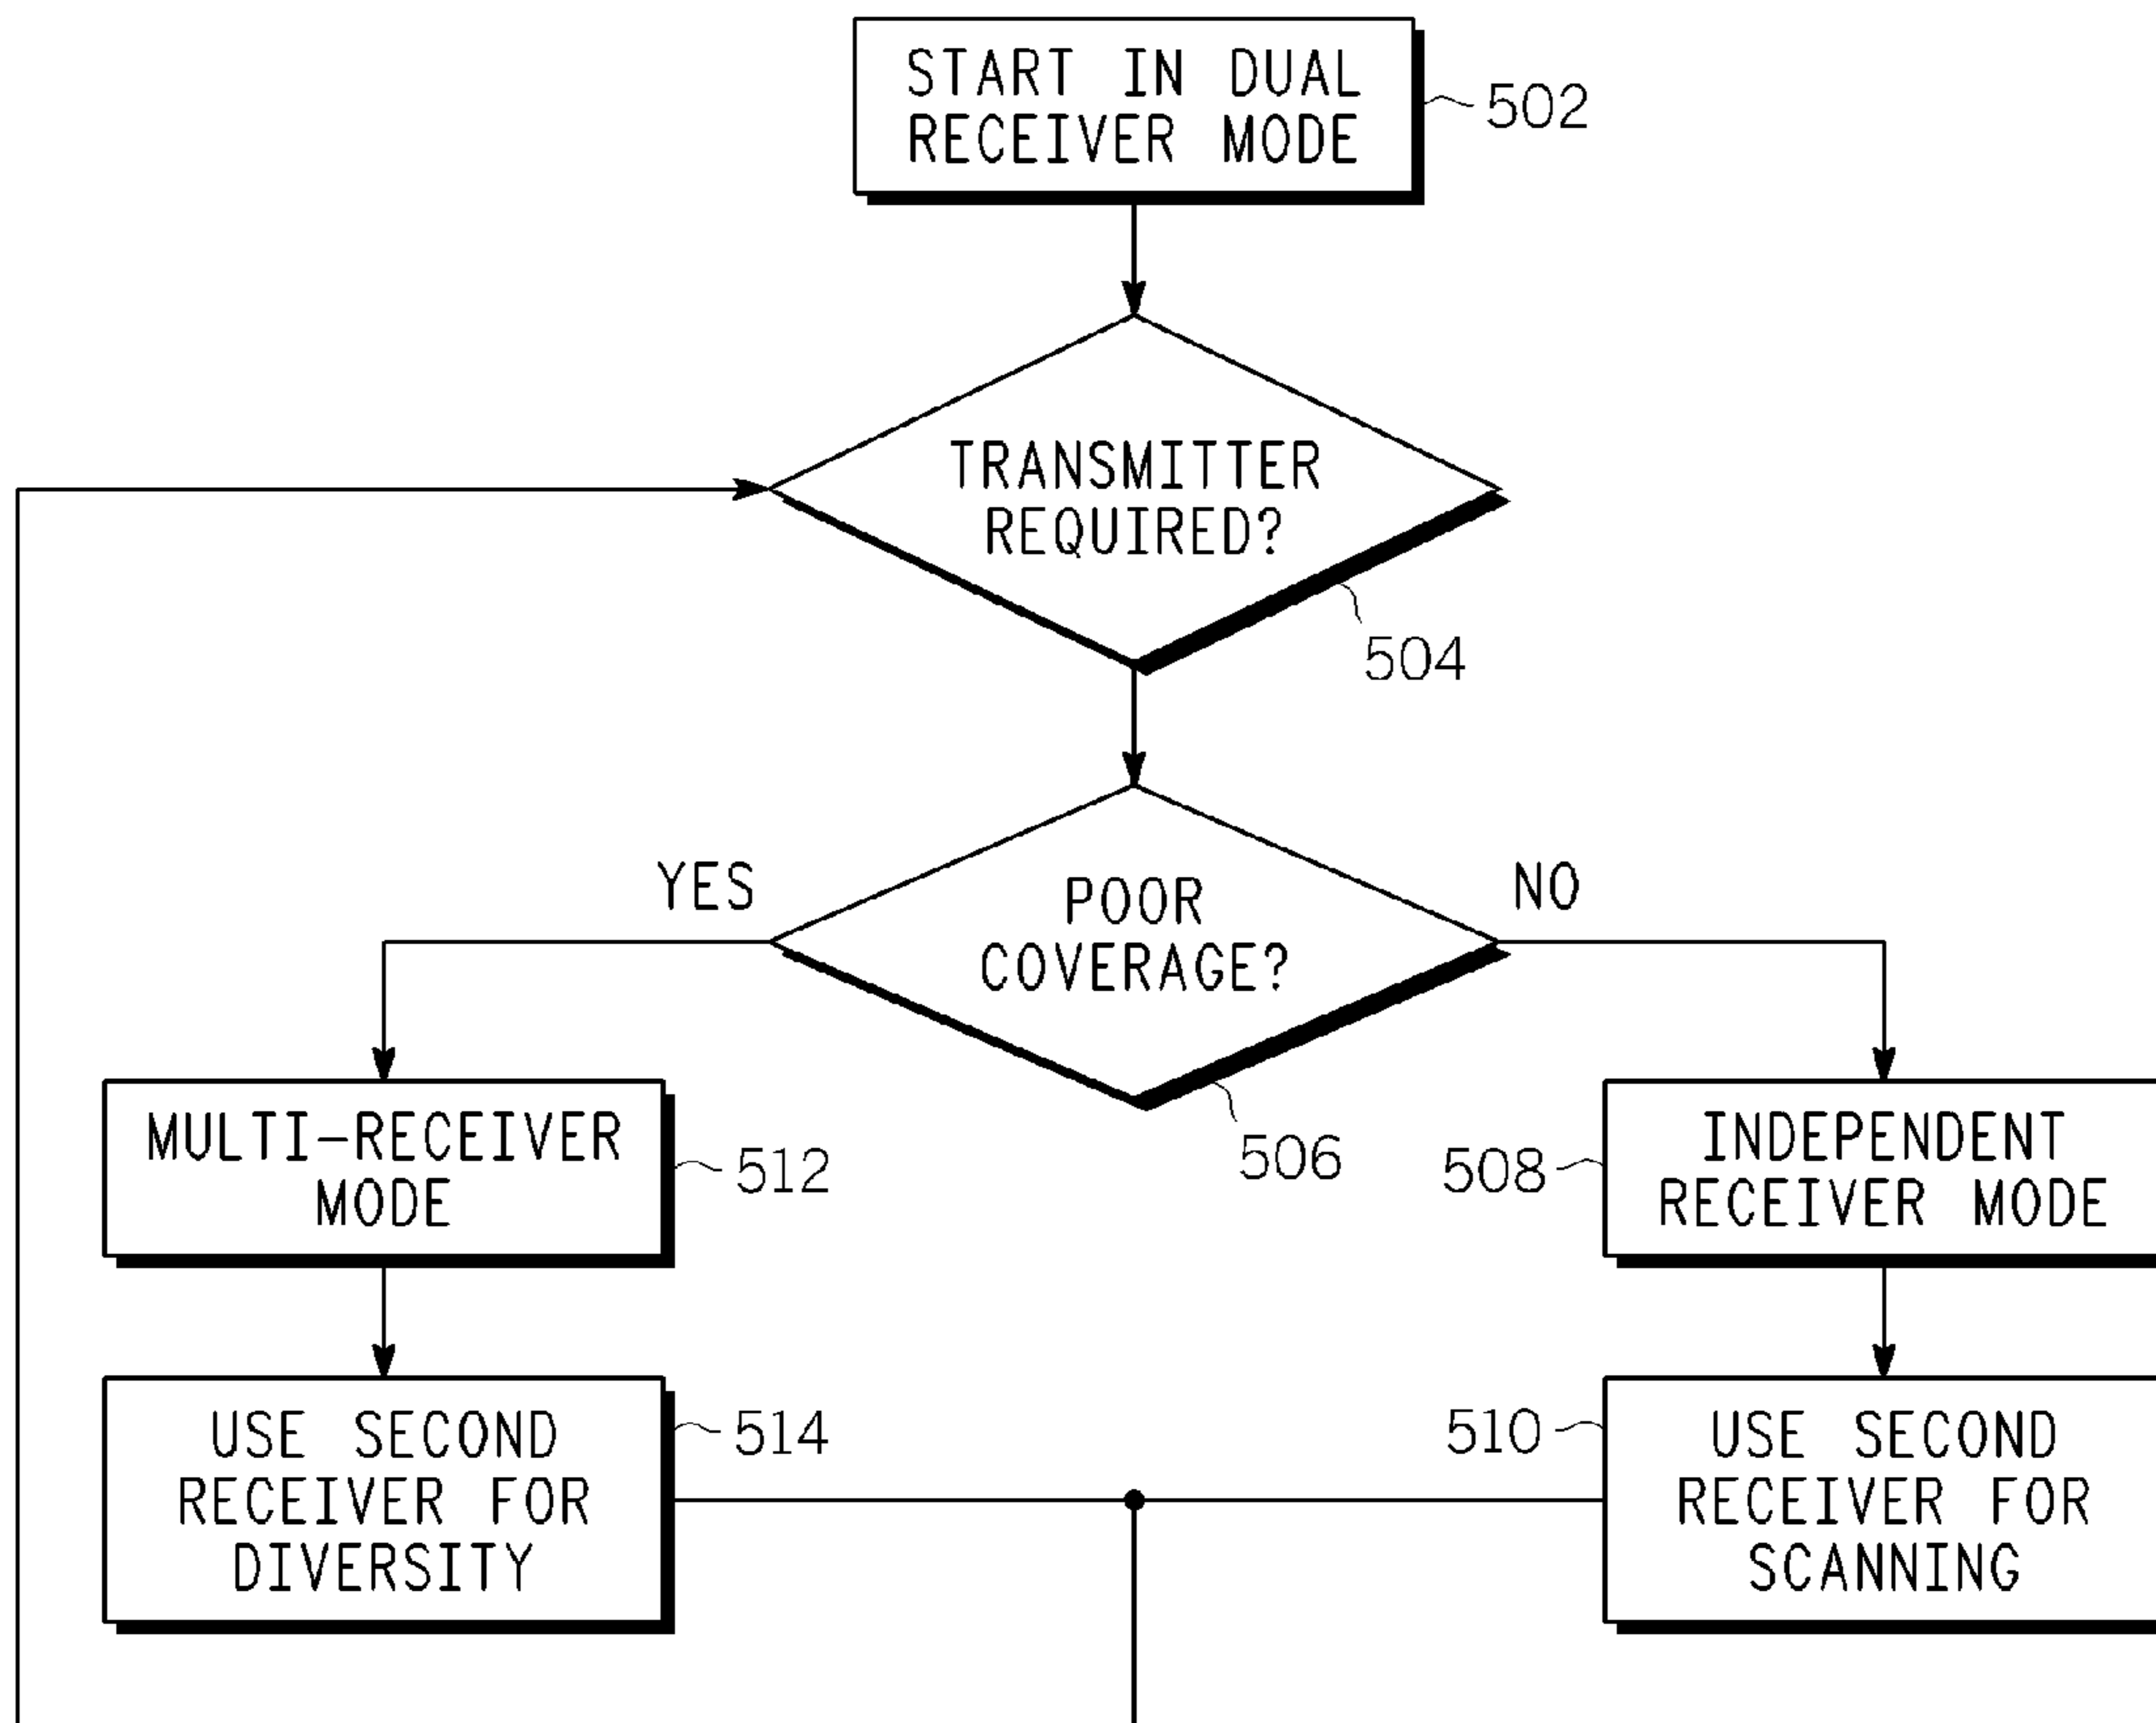 START IN DUAL
RECEIVER MODE
502
TRANSMITTER
REQUIRED?
504
YES
NO
POOR
COVERAGE?
506
MULTI-RECEIVER
MODE
512
508
INDEPENDENT
RECEIVER MODE
USE SECOND
RECEIVER FOR
DIVERSITY
514
510
USE SECOND
RECEIVER FOR
SCANNING